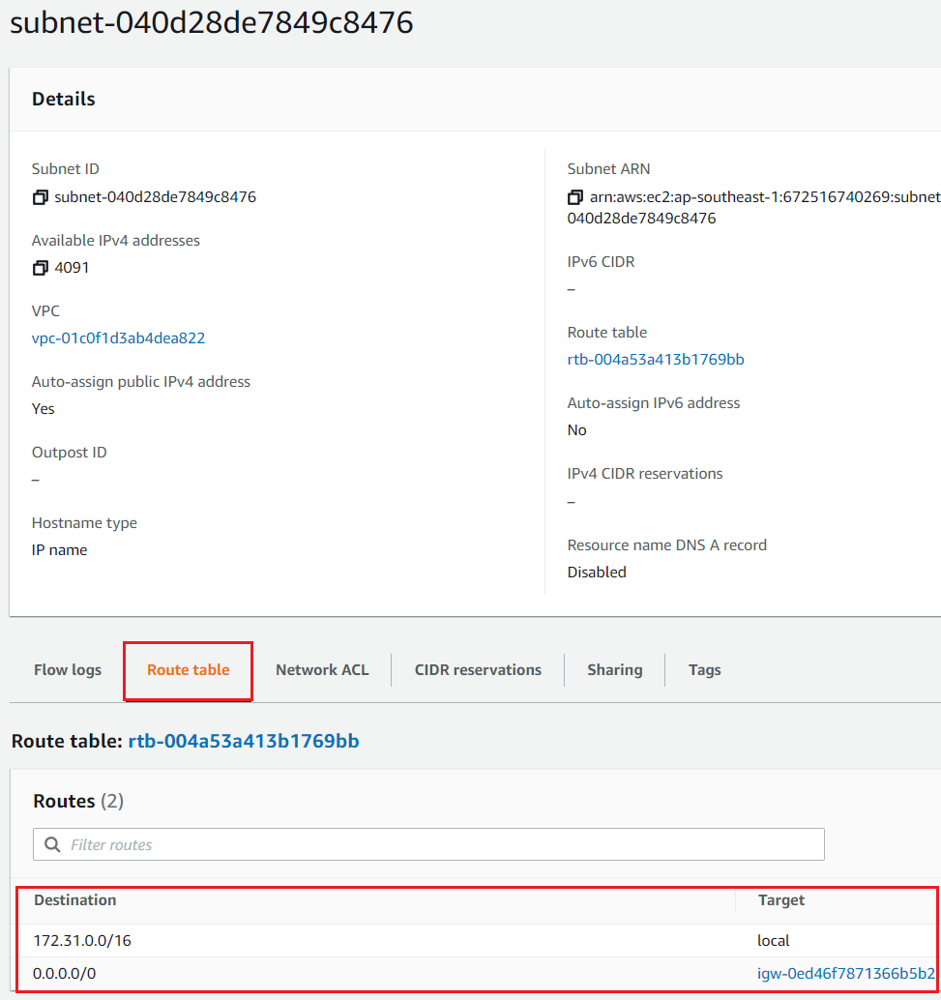 subnet-040d28de7849c8476
Details
Subnet ID
subnet-040d28de7849c8476
Available IPv4 addresses
4091
VPC
vpc-01c0f1d3ab4dea822
Auto-assign public IPv4 address
Yes
Outpost ID
–
Hostname type
IP name
Subnet ARN
arn:aws:ec2:ap-southeast-1:672516740269:subnet
040d28de7849c8476
IPv6 CIDR
–
Route table
rtb-004a53a413b1769bb
Auto-assign IPv6 address
No
IPv4 CIDR reservations
–
Resource name DNS A record
Disabled
Flow logs Route table Network ACL CIDR reservations Sharing Tags
Route table: rtb-004a53a413b1769bb
Routes (2)
Filter routes
Destination Target
172.31.0.0/16 local
0.0.0.0/0 igw-0ed46f7871366b5b2